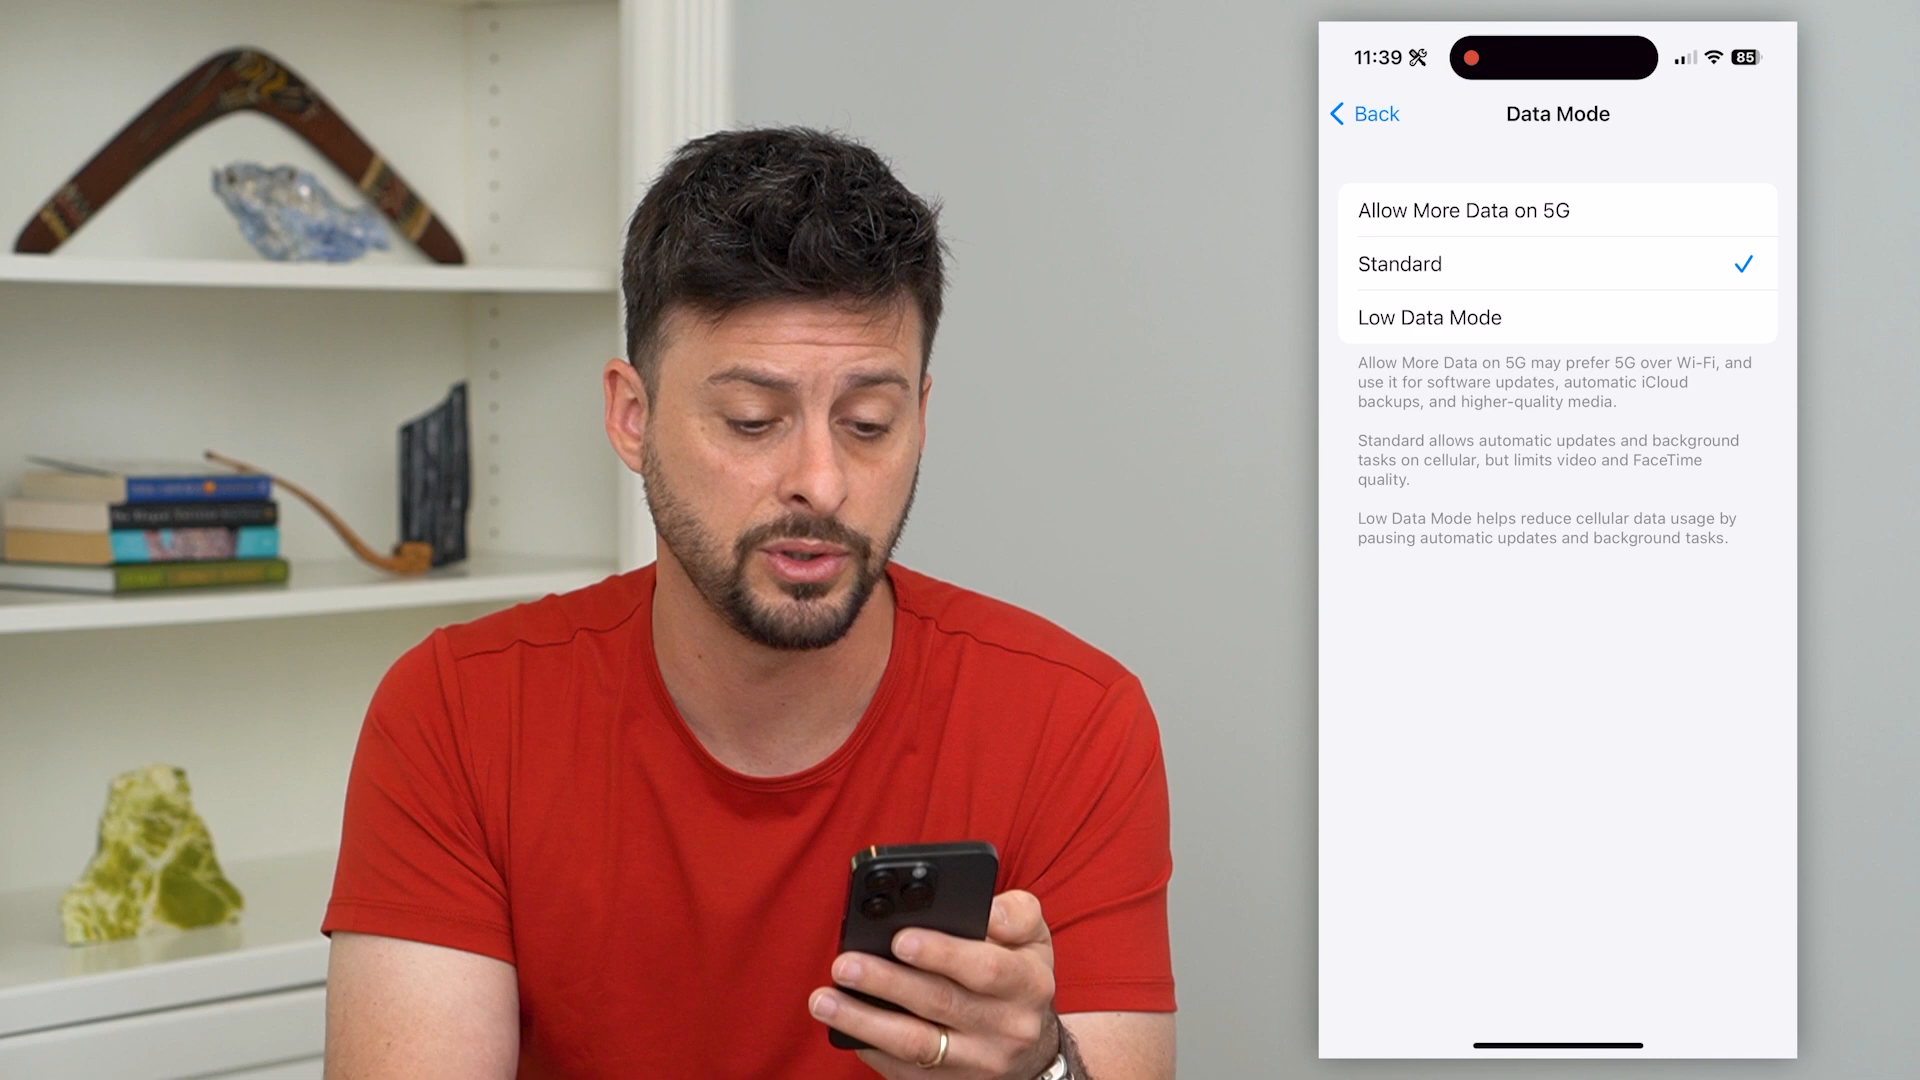 11:39
85
Back
Data Mode
Allow More Data on 5G
Standard
Low Data Mode
Allow More Data on 5G may prefer 5G over Wi-Fi, and
use it for software updates, automatic iCloud
backups, and higher-quality media.
Standard allows automatic updates and background
tasks on cellular, but limits video and FaceTime
quality.
Low Data Mode helps reduce cellular data usage by
pausing automatic updates and background tasks.